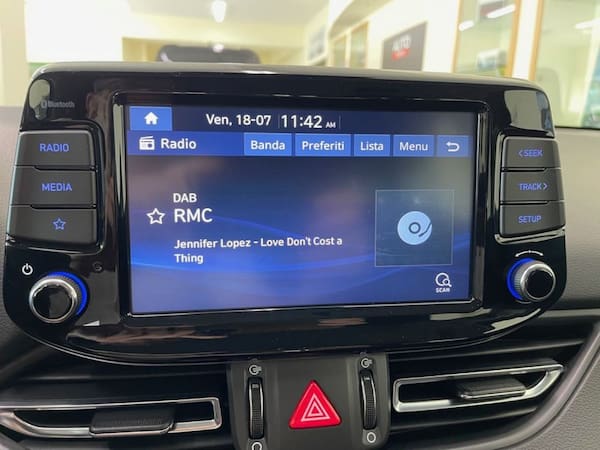 AUTO
Bluetooth
Ven, 18-07 11:42 AM
Radio Banda Preferiti Lista Menu
RADIO
MEDIA
< SEEK
TRACK >
SETUP
DAB
RMC
Jennifer Lopez - Love Don't Cost a
Thing
SCAN